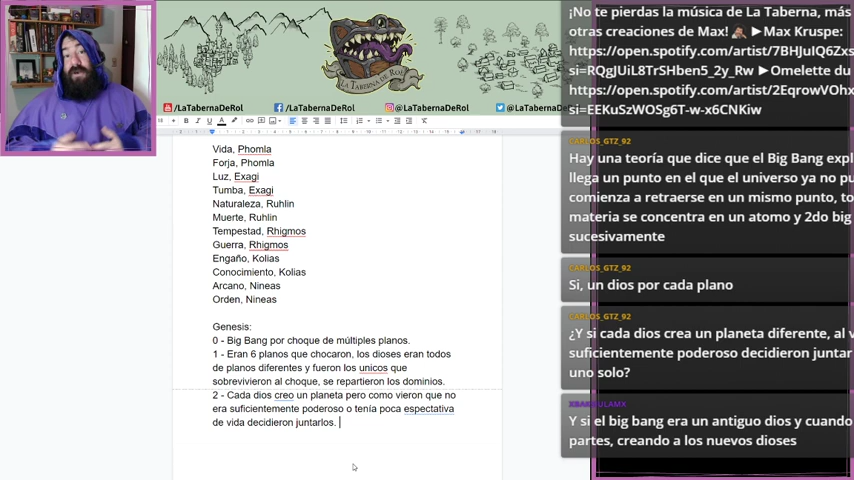 LA TABERNA DE ROL
/LaTabernaDeRol
/LaTabernaDeRol
@LaTabernaDeRol
@LaTabernaDeRol
Vida, Phomla
Forja, Phomla
Luz, Exagi
Tumba, Exagi
Naturaleza, Ruhlin
Muerte, Ruhlin
Tempestad, Rhigmos
Guerra, Rhigmos
Engaño, Kolias
Conocimiento, Kolias
Arcano, Nineas
Orden, Nineas
Genesis:
0 - Big Bang por choque de múltiples planos.
1 - Eran 6 planos que chocaron, los dioses eran todos
de planos diferentes y fueron los unicos que
sobrevivieron al choque, se repartieron los dominios.
2 - Cada dios creo un planeta pero como vieron que no
era suficientemente poderoso o tenía poca espectativa
de vida decidieron juntarlos.
¡No te pierdas la música de La Taberna, más
otras creaciones de Max! ►Max Kruspe:
https://open.spotify.com/artist/7BHJuIQ6Zxs
si=RQgJUiL8TrSHben5_2y_Rw ►Omelette du
https://open.spotify.com/artist/2EqrowVOhx
si=EEKuSzWOSg6T-w-x6CNKiw
CARLOS_GTZ_92
Hay una teoría que dice que el Big Bang expl
llega un punto en el que el universo ya no pu
comienza a retraerse en un mismo punto, to
materia se concentra en un atomo y 2do big
sucesivamente
CARLOS_GTZ_92
Si, un dios por cada plano
CARLOS_GTZ_92
¿Y si cada dios crea un planeta diferente, al v
suficientemente poderoso decidieron juntar
uno solo?
Y si el big bang era un antiguo dios y cuando
partes, creando a los nuevos dioses